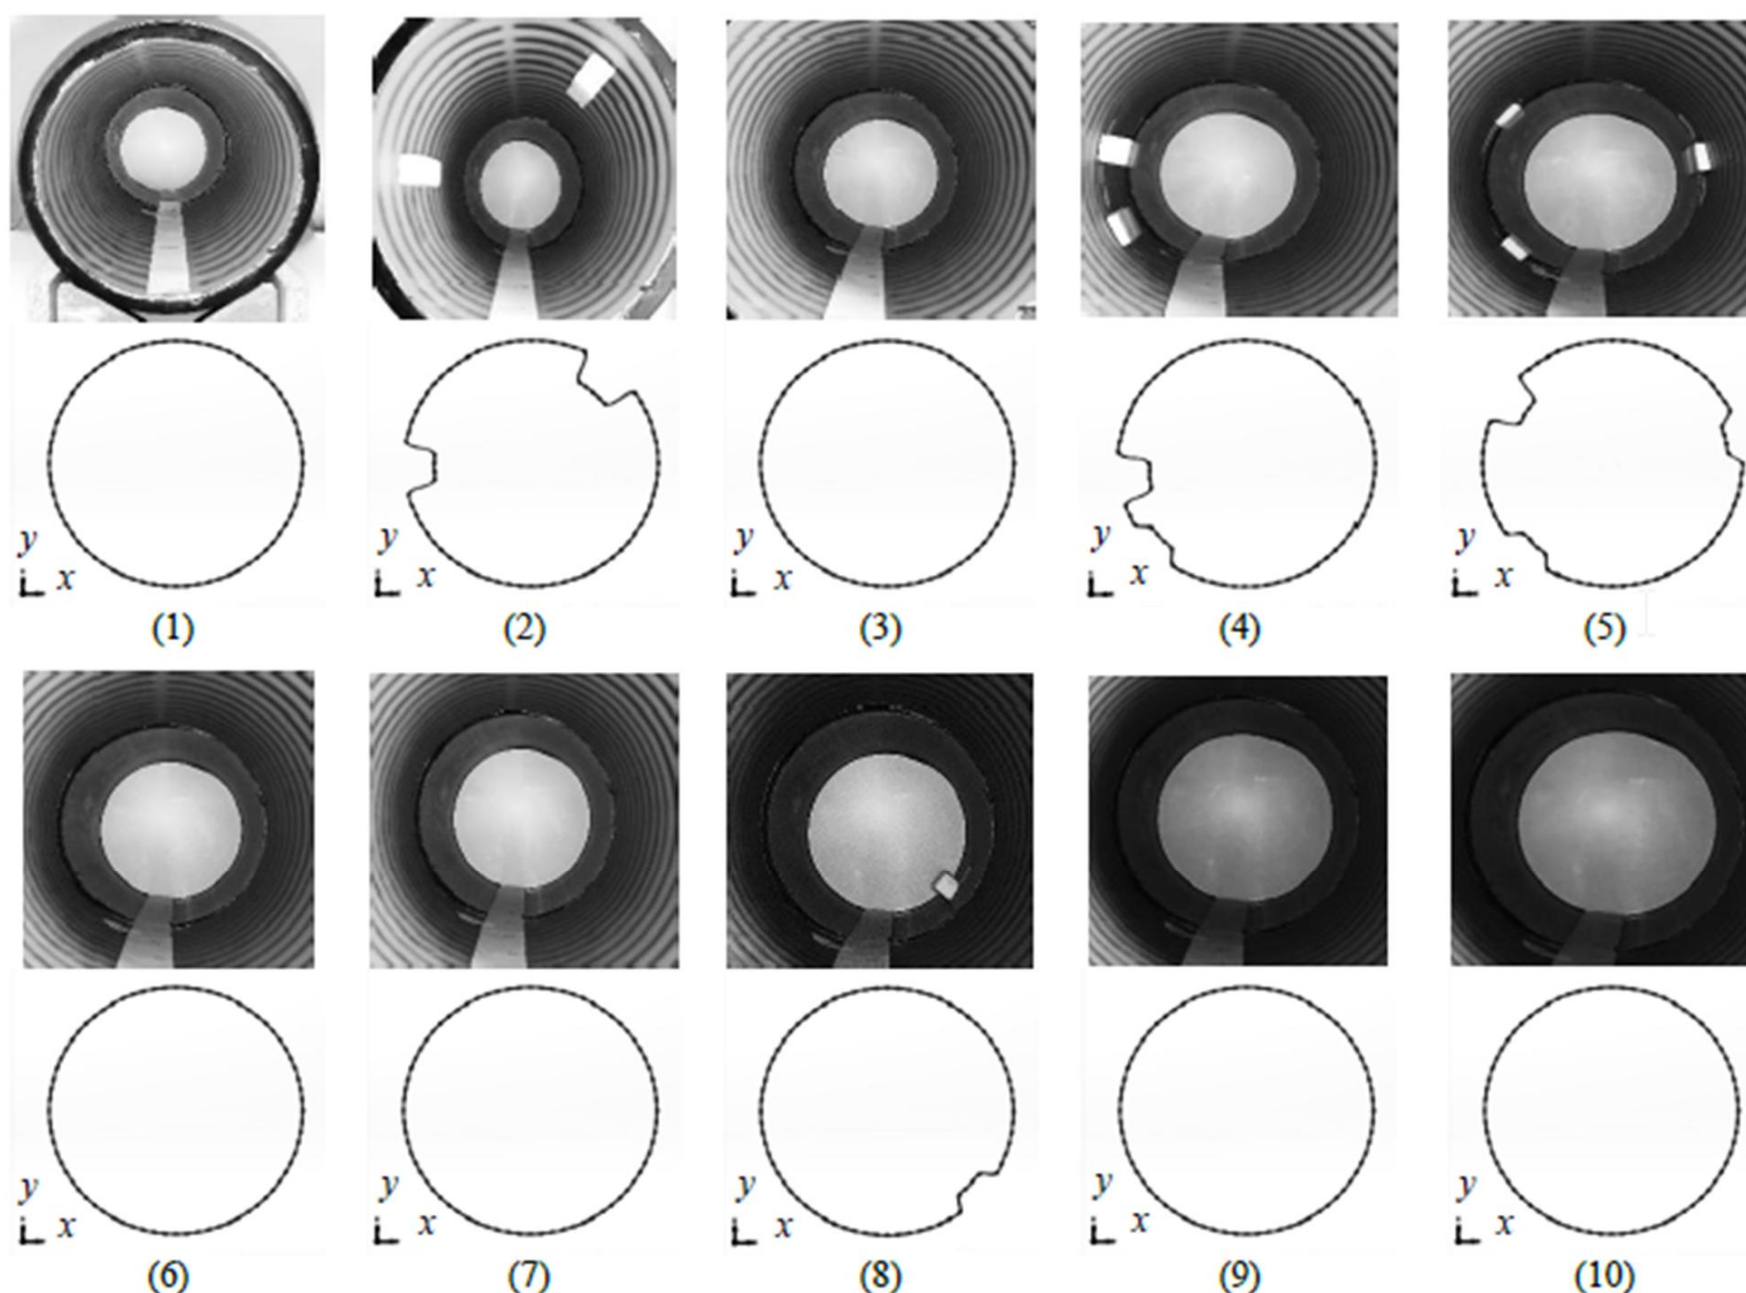 y x y x y x y x y x
(1) (2) (3) (4) (5)
y x y x y x y x y x
(6) (7) (8) (9) (10)